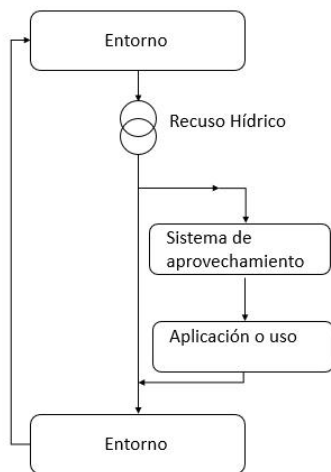 Entorno
Recuso Hídrico
Sistema de
aprovechamiento
Aplicación o uso
Entorno